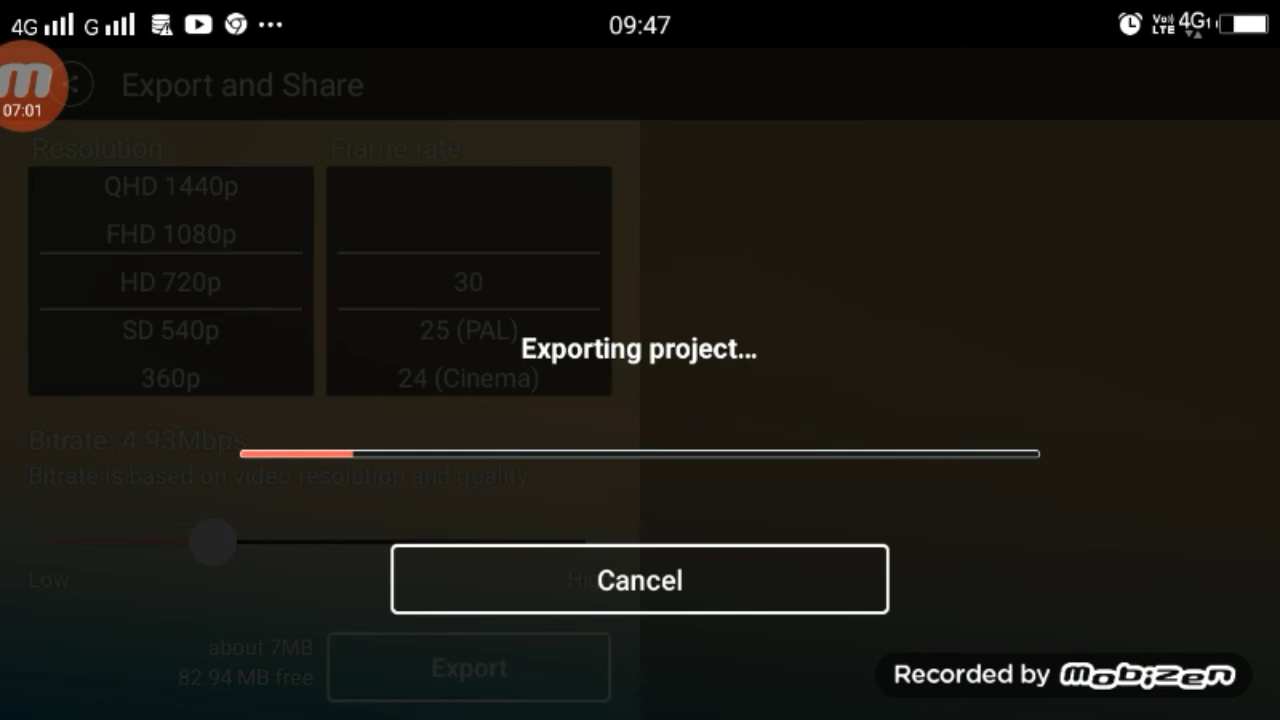 4G G ... 09:47 VoLTE 4G1
m Export and Share
07:01
Resolution Frame rate
QHD 1440p
FHD 1080p
HD 720p 30
SD 540p 25 (PAL)
Exporting project...
360p 24 (Cinema)
Bitrate: 4.93Mbps
Bitrate is based on video resolution and quality
Low
Cancel
about 7MB
82.94 MB free
Export
Recorded by mobizen